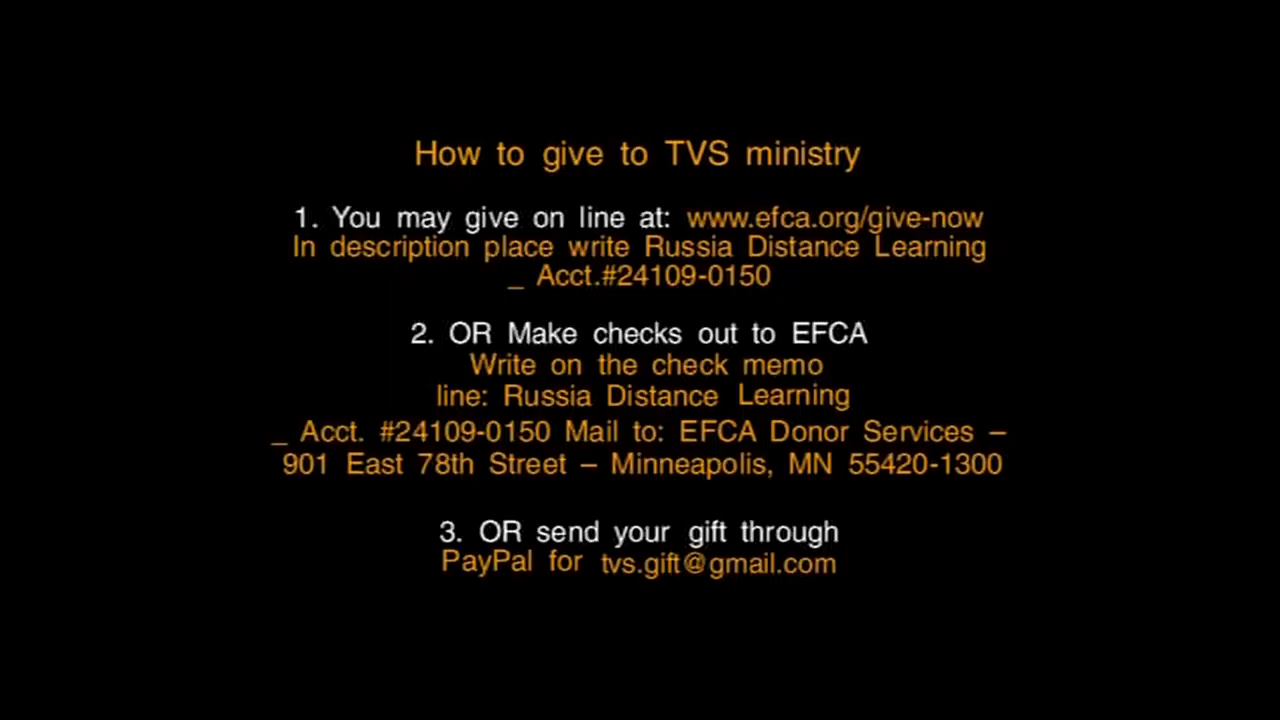 How to give to TVS ministry
1. You may give on line at: www.efca.org/give-now
In description place write Russia Distance Learning
_ Acct.#24109-0150
2. OR Make checks out to EFCA
Write on the check memo
line: Russia Distance Learning
_ Acct. #24109-0150 Mail to: EFCA Donor Services –
901 East 78th Street – Minneapolis, MN 55420-1300
3. OR send your gift through
PayPal for tvs.gift@gmail.com